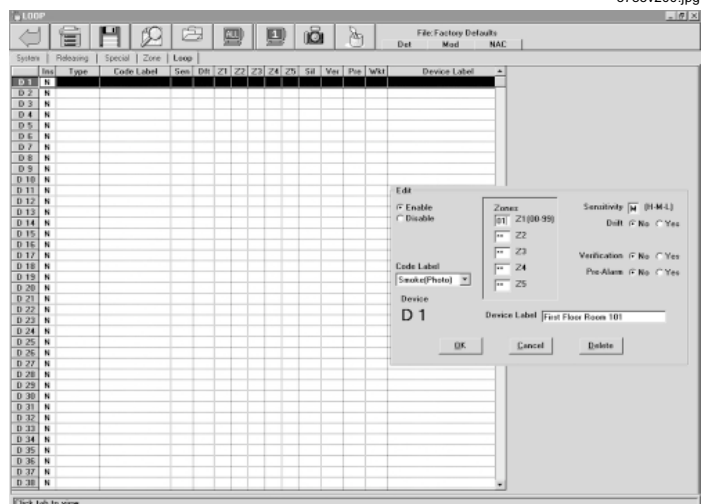 LOOP
File:Factory Defaults
Det Mod NAC
ALL
1
System Releasing Special Zone Loop
Ins Type Code Label Sen Dft Z1 Z2 Z3 Z4 Z5 Sil Ver Pre Wkt Device Label
D 1 N
D 2 N
D 3 N
D 4 N
D 5 N
D 6 N
D 7 N
D 8 N
D 9 N
D 10 N
D 11 N
D 12 N
D 13 N
D 14 N
D 15 N
D 16 N
D 17 N
D 18 N
D 19 N
D 20 N
D 21 N
D 22 N
D 23 N
D 24 N
D 25 N
D 26 N
D 27 N
D 28 N
D 29 N
D 30 N
D 31 N
D 32 N
D 33 N
D 34 N
D 35 N
D 36 N
D 37 N
D 38 N
Edit
Enable
Disable
Zones
01 Z1(00-99)
** Z2
** Z3
** Z4
** Z5
Sensitivity M (H-M-L)
Drift No Yes
Verification No Yes
Pre-Alarm No Yes
Code Label
Smoke(Photo)
Device
D 1
Device Label First Floor Room 101
OK Cancel Delete
Click tab to view